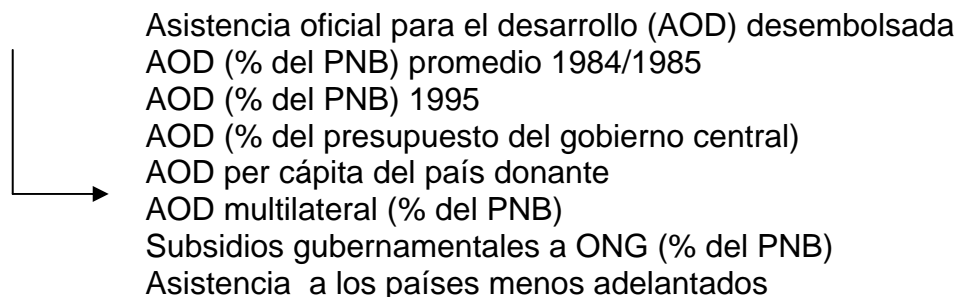 Asistencia oficial para el desarrollo (AOD) desembolsada
AOD (% del PNB) promedio 1984/1985
AOD (% del PNB) 1995
AOD (% del presupuesto del gobierno central)
AOD per cápita del país donante
AOD multilateral (% del PNB)
Subsidios gubernamentales a ONG (% del PNB)
Asistencia  a los países menos adelantados